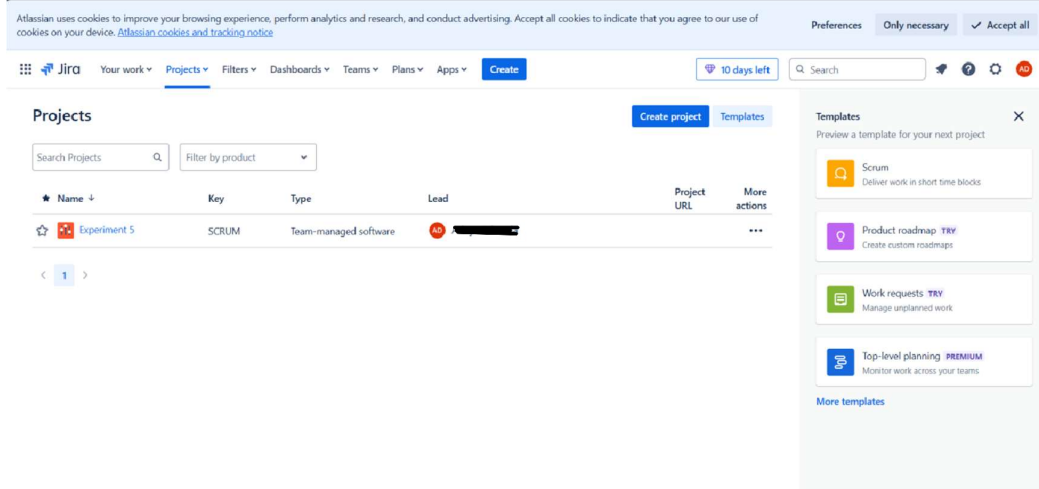 Atlassian uses cookies to improve your browsing experience, perform analytics and research, and conduct advertising. Accept all cookies to indicate that you agree to our use of
cookies on your device. Atlassian cookies and tracking notice
Preferences Only necessary Accept all
Jira Your work Projects Filters Dashboards Teams Plans Apps Create 10 days left Search AD
Projects
Create project Templates
Search Projects Filter by product
Name Key Type Lead Project URL More actions
Experiment 5 SCRUM Team-managed software AD
1
Templates
Preview a template for your next project
Scrum
Deliver work in short time blocks
Product roadmap TRY
Create custom roadmaps
Work requests TRY
Manage unplanned work
Top-level planning PREMIUM
Monitor work across your teams
More templates